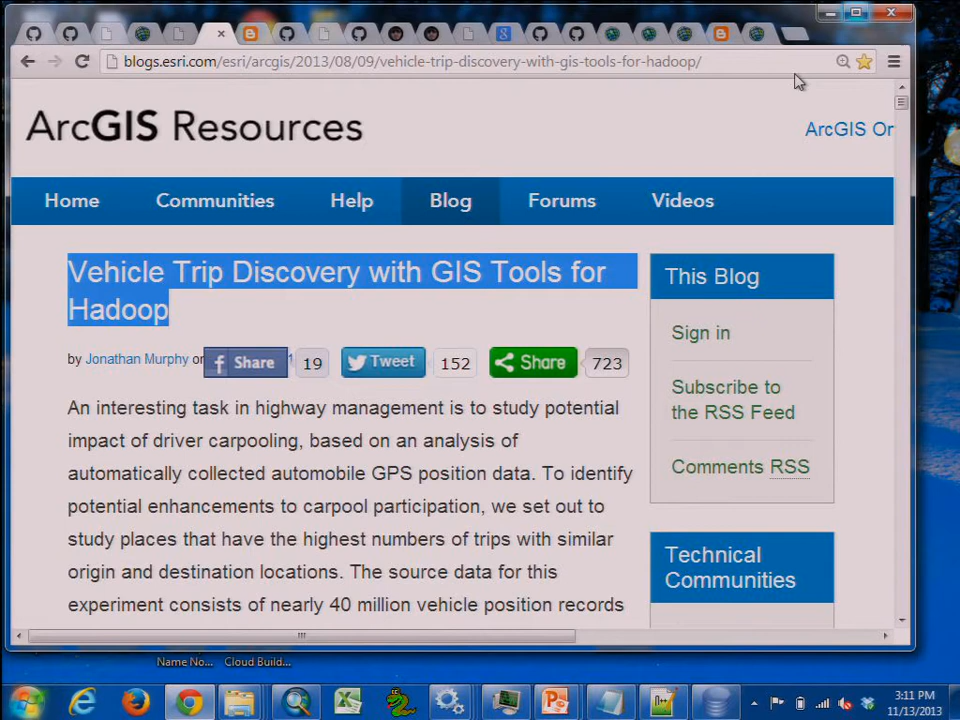 blogs.esri.com/esri/arcgis/2013/08/09/vehicle-trip-discovery-with-gis-tools-for-hadoop/
ArcGIS Resources
ArcGIS Or
Home Communities Help Blog Forums Videos
Vehicle Trip Discovery with GIS Tools for
Hadoop
by Jonathan Murphy or
f Share 19 Tweet 152 Share 723
An interesting task in highway management is to study potential
impact of driver carpooling, based on an analysis of
automatically collected automobile GPS position data. To identify
potential enhancements to carpool participation, we set out to
study places that have the highest numbers of trips with similar
origin and destination locations. The source data for this
experiment consists of nearly 40 million vehicle position records
This Blog
Sign in
Subscribe to
the RSS Feed
Comments RSS
Technical
Communities
Name No... Cloud Build...
3:11 PM
11/13/2013